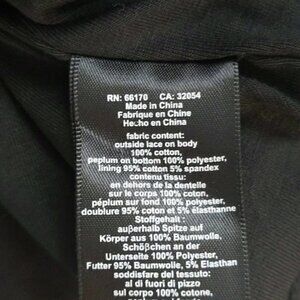 RN: 66170 CA: 32054
Made in China
Fabriqué en Chine
Hecho en China
fabric content:
outside lace on body
100% cotton,
peplum on bottom 100% polyester,
lining 95% cotton 5% spandex
contenu tissu:
en dehors de la dentelle
sur le corps 100% coton,
péplum sur fond 100% polyester,
doublure 95% coton et 5% élasthanne
Stoffgehalt:
außerhalb Spitze auf
Körper aus 100% Baumwolle,
Schößchen an der
Unterseite 100% Polyester,
Futter 95% Baumwolle, 5% Elasthan
soddisfare del tessuto:
al di fuori di pizzo
sul corpo 100% cotone,